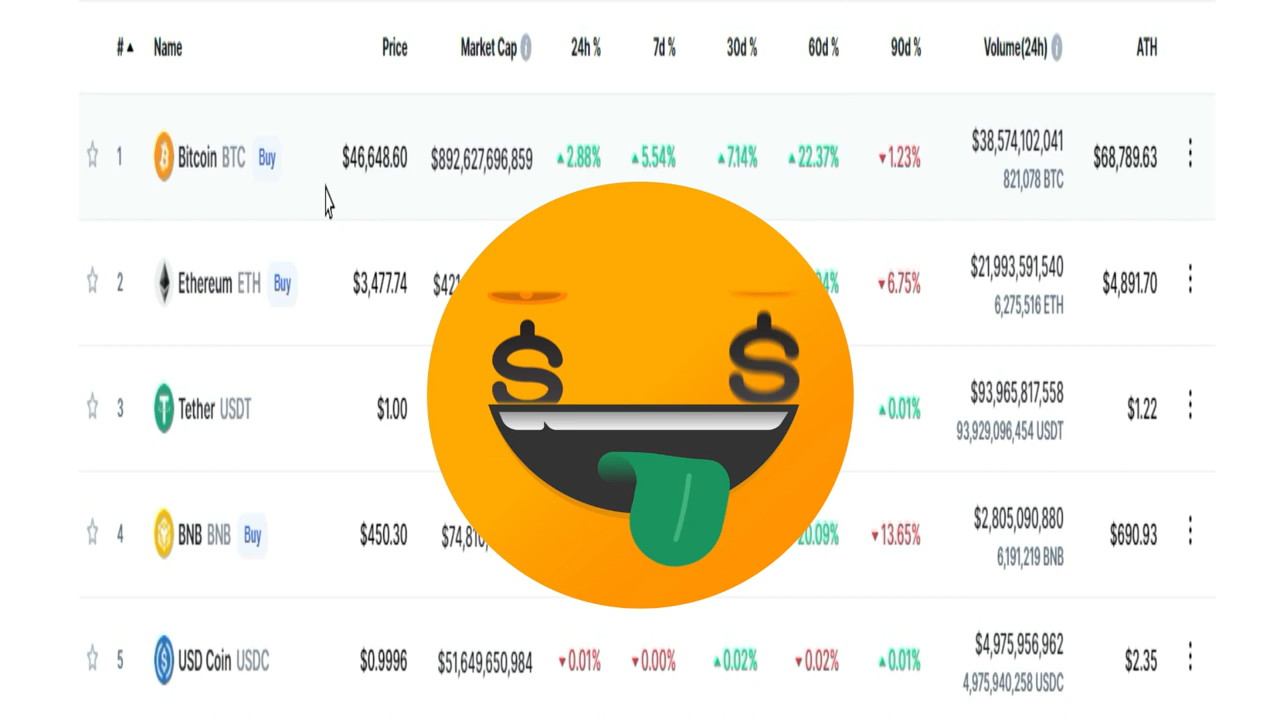 # Name Price Market Cap 24h % 7d % 30d % 60d % 90d % Volume(24h) ATH
1 Bitcoin BTC Buy $46,648.60 $892,627,696,859 2.88% 5.54% 7.14% 22.37% 1.23% $38,574,102,041 $68,789.63
821,078 BTC
2 Ethereum ETH Buy $3,477.74 $421 4% 6.75% $21,993,591,540 $4,891.70
6,275,516 ETH
3 Tether USDT $1.00 0.01% $93,965,817,558 $1.22
93,929,096,454 USDT
4 BNB BNB Buy $450.30 $74,810, 20.09% 13.65% $2,805,090,880 $690.93
6,191,219 BNB
5 USD Coin USDC $0.9996 $51,649,650,984 0.01% 0.00% 0.02% 0.02% 0.01% $4,975,956,962 $2.35
4,975,940,258 USDC
$ $